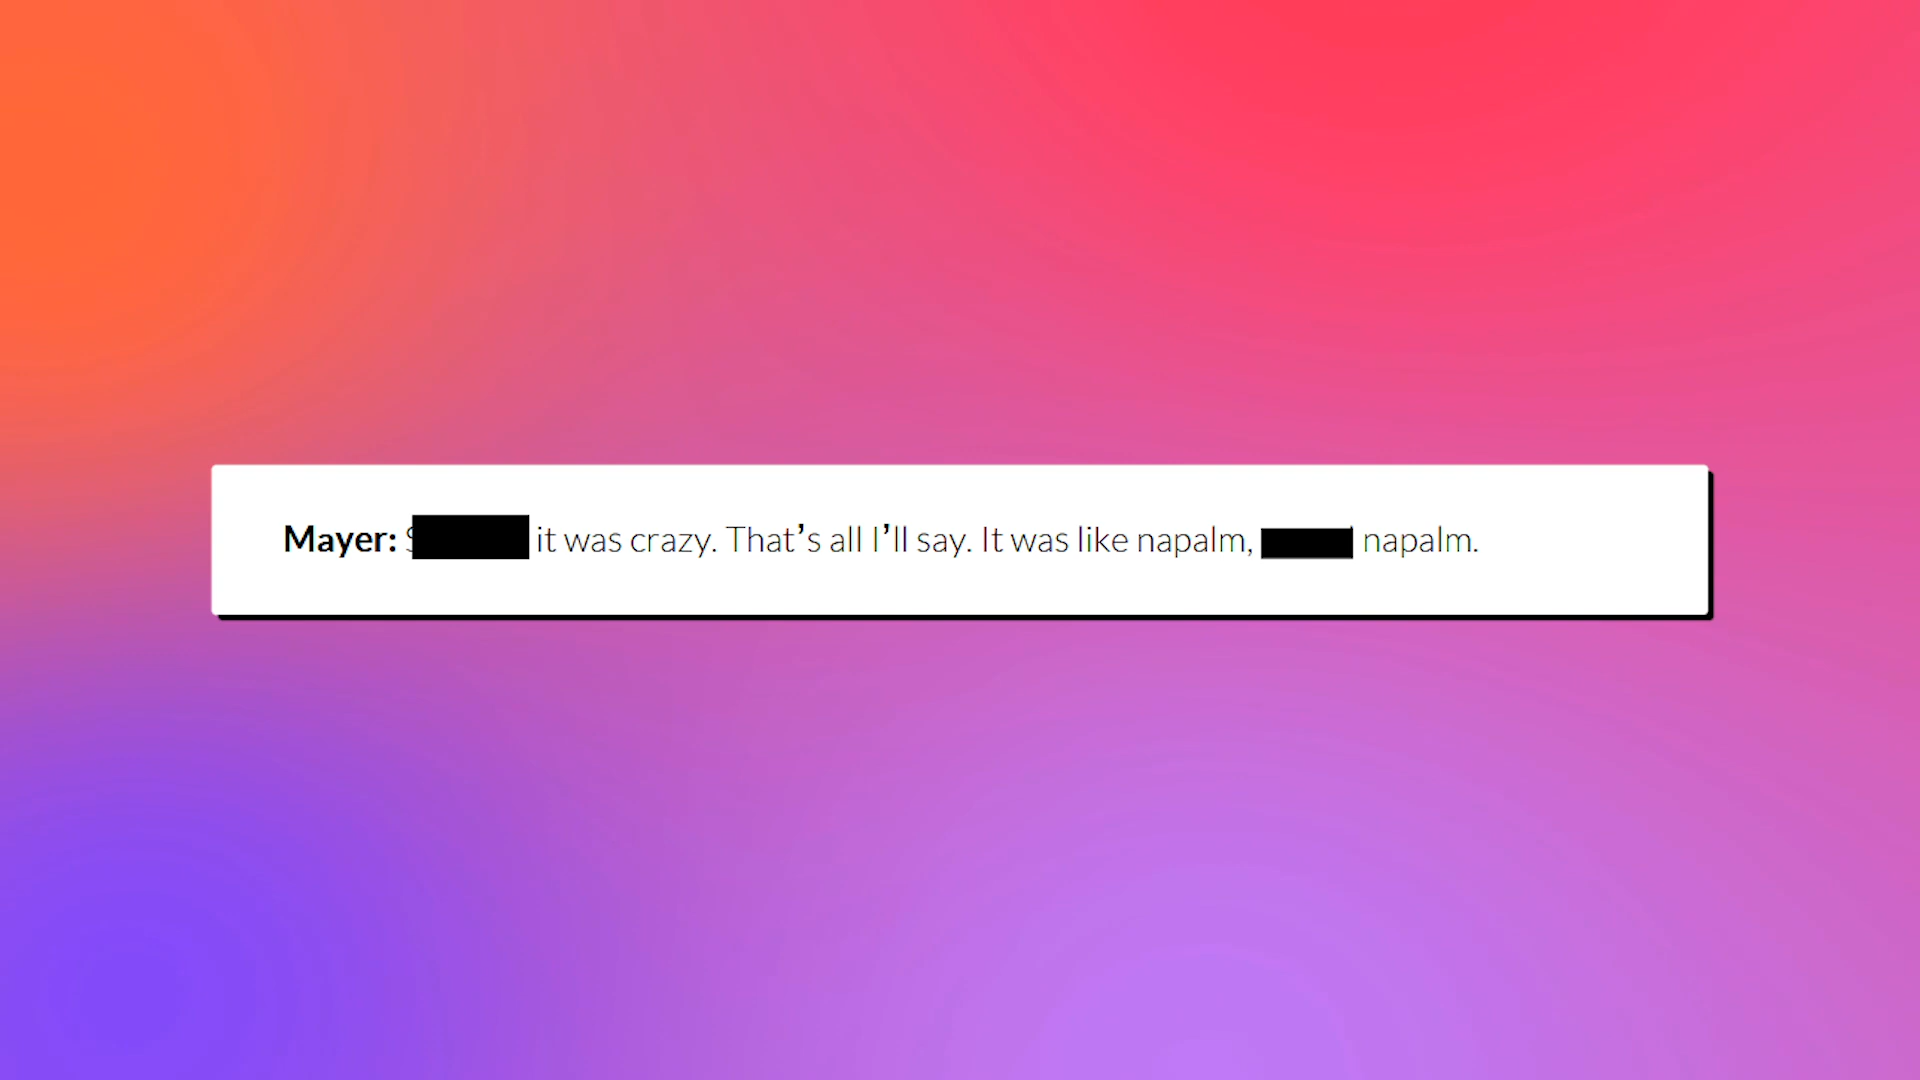 Mayer: it was crazy. That’s all I’ll say. It was like napalm, napalm.